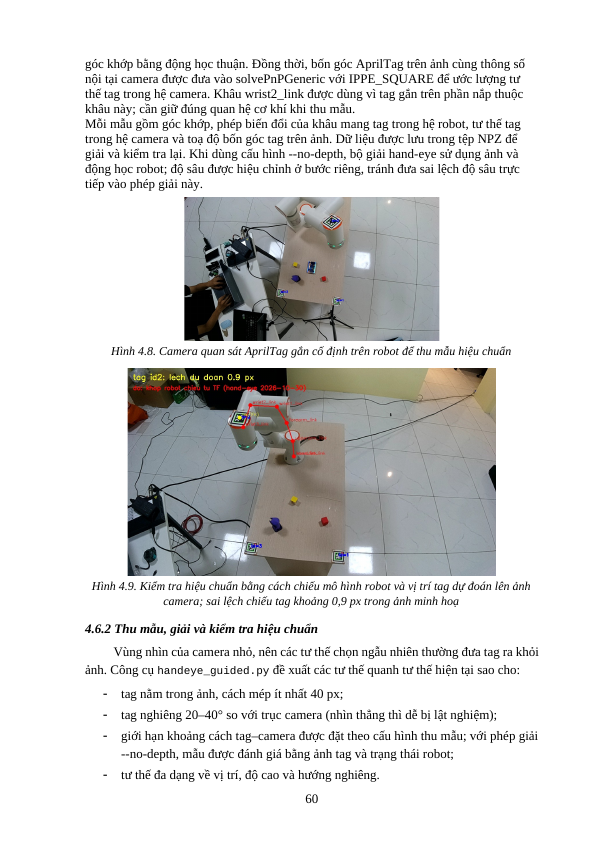 góc khớp bằng động học thuận. Đồng thời, bốn góc AprilTag trên ảnh cùng thông số
nội tại camera được đưa vào solvePnPGeneric với IPPE_SQUARE để ước lượng tư
thế tag trong hệ camera. Khâu wrist2_link được dùng vì tag gắn trên phần nắp thuộc
khâu này; cần giữ đúng quan hệ cơ khí khi thu mẫu.
Mỗi mẫu gồm góc khớp, phép biến đổi của khâu mang tag trong hệ robot, tư thế tag
trong hệ camera và toạ độ bốn góc tag trên ảnh. Dữ liệu được lưu trong tệp NPZ để
giải và kiểm tra lại. Khi dùng cấu hình --no-depth, bộ giải hand-eye sử dụng ảnh và
động học robot; độ sâu được hiệu chỉnh ở bước riêng, tránh đưa sai lệch độ sâu trực
tiếp vào phép giải này.
Hình 4.8. Camera quan sát AprilTag gắn cố định trên robot để thu mẫu hiệu chuẩn
tag id2: lech du doan 0.9 px
Hình 4.9. Kiểm tra hiệu chuẩn bằng cách chiếu mô hình robot và vị trí tag dự đoán lên ảnh
camera; sai lệch chiếu tag khoảng 0,9 px trong ảnh minh hoạ
4.6.2 Thu mẫu, giải và kiểm tra hiệu chuẩn
Vùng nhìn của camera nhỏ, nên các tư thế chọn ngẫu nhiên thường đưa tag ra khỏi
ảnh. Công cụ handeye_guided.py đề xuất các tư thế quanh tư thế hiện tại sao cho:
- tag nằm trong ảnh, cách mép ít nhất 40 px;
- tag nghiêng 20–40° so với trục camera (nhìn thẳng thì dễ bị lật nghiệm);
- giới hạn khoảng cách tag–camera được đặt theo cấu hình thu mẫu; với phép giải
--no-depth, mẫu được đánh giá bằng ảnh tag và trạng thái robot;
- tư thế đa dạng về vị trí, độ cao và hướng nghiêng.
60